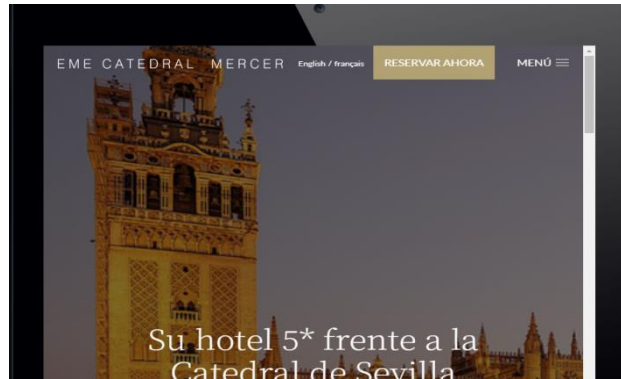 EME CATEDRAL MERCER English / français RESERVAR AHORA MENÚ
Su hotel 5* frente a la
Catedral de Sevilla